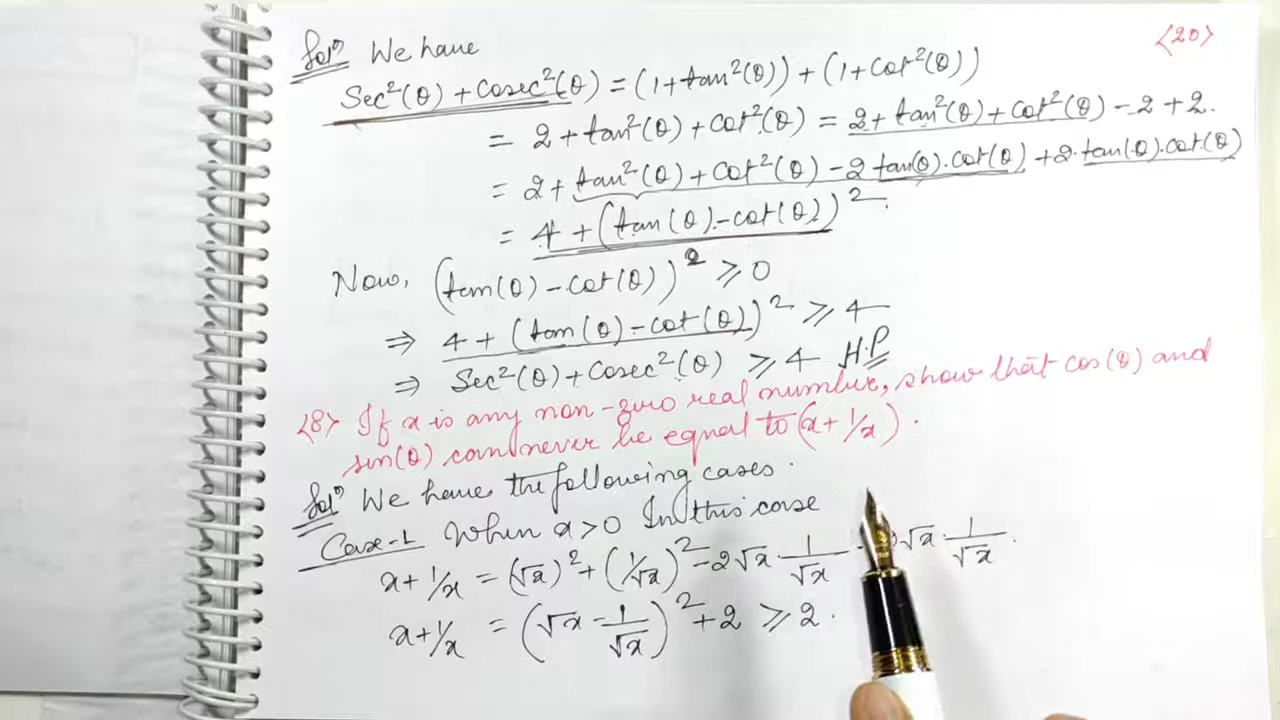 <20>
Solⁿ We have
Sec²(θ) + Cosec²(θ) = (1+tan²(θ)) + (1+Cot²(θ))
= 2 + tan²(θ) + Cot²(θ) = 2 + tan²(θ) + Cot²(θ) - 2 + 2.
= 2 + tan²(θ) + Cot²(θ) - 2 tan(θ).Cot(θ) + 2.tan(θ).Cot(θ)
= 4 + (tan(θ) - cot(θ))².
Now, (tan(θ) - cot(θ))² ⩾ 0
⇒ 4 + (tan(θ) - cot(θ))² ⩾ 4
⇒ Sec²(θ) + Cosec²(θ) ⩾ 4 H.P
<8> If x is any non-zero real number, show that cos(θ) and
sin(θ) can never be equal to (x + 1/x).
Solⁿ We have the following cases.
Case-1 When x > 0 In this case
x + 1/x = (√x)² + (1/√x)² - 2√x · 1/√x √x · 1/√x.
x + 1/x = (√x - 1/√x)² + 2 ⩾ 2.